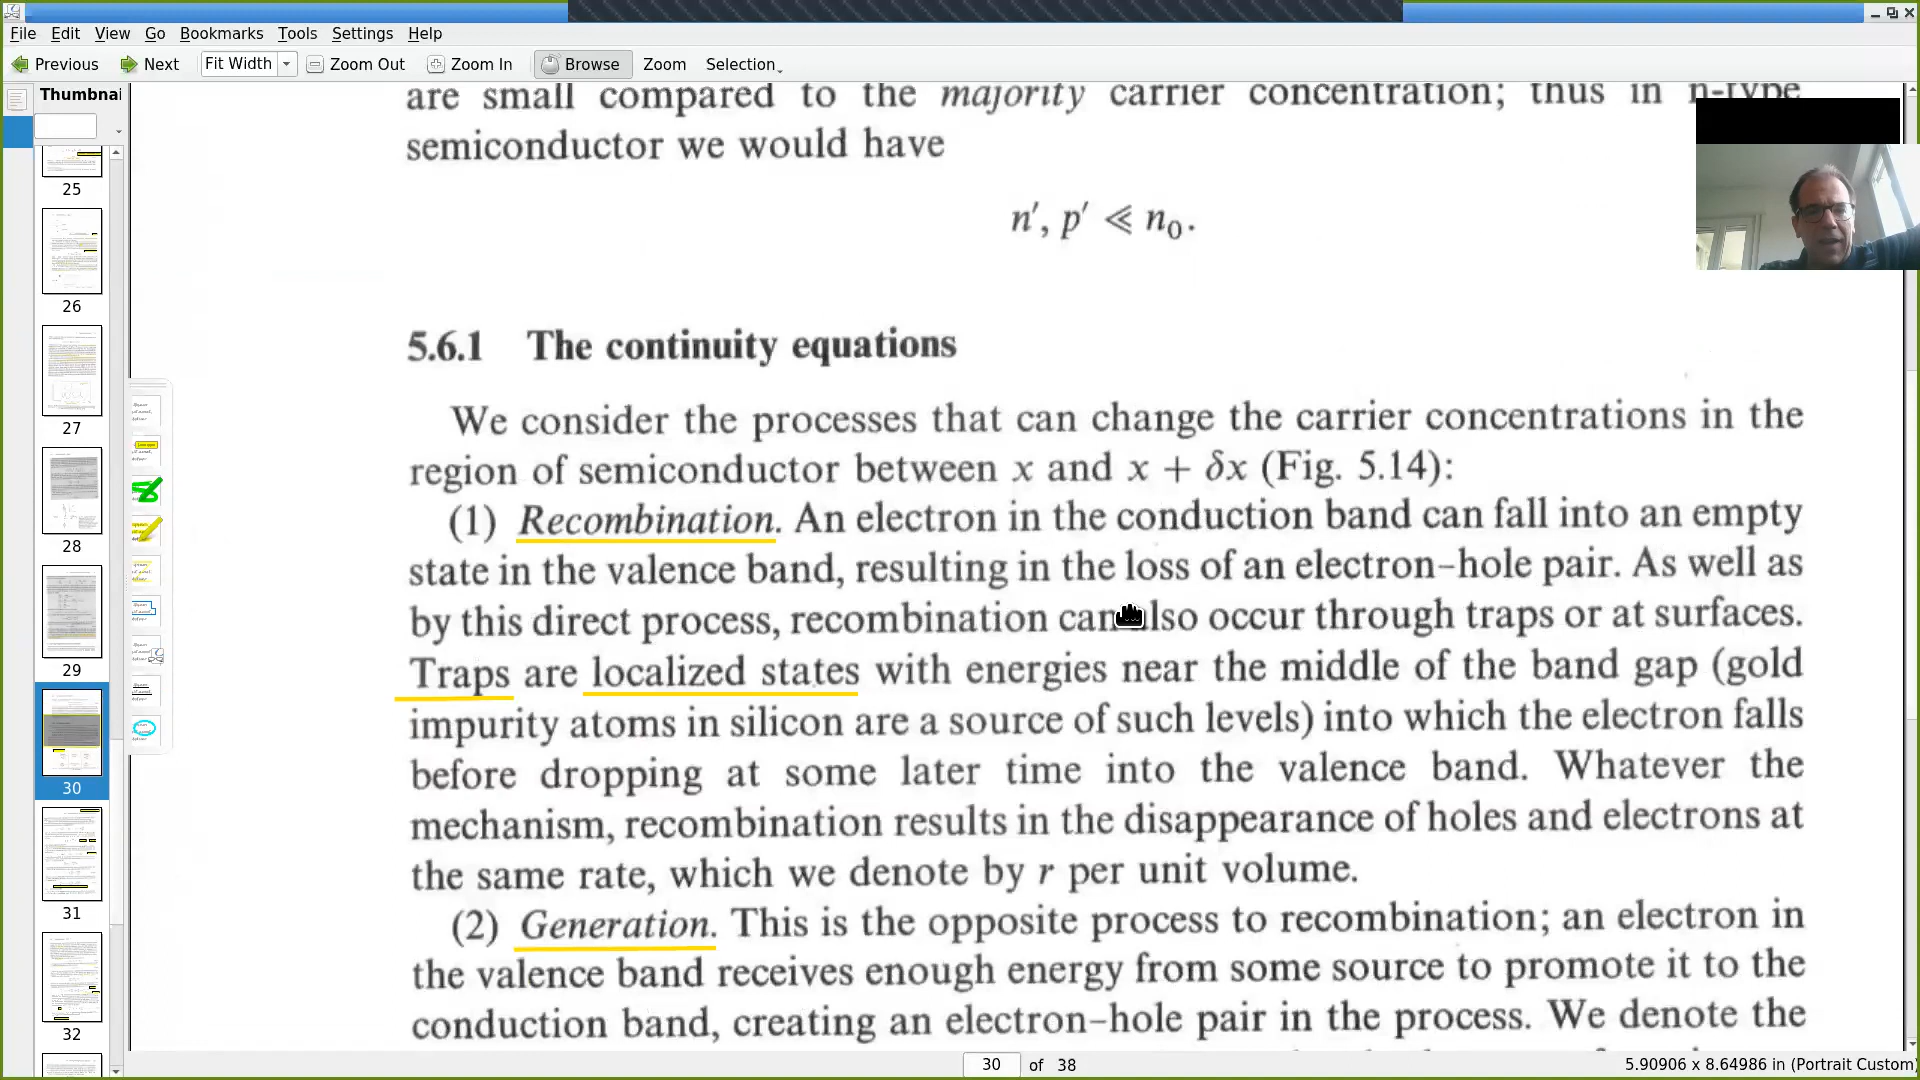 File Edit View Go Bookmarks Tools Settings Help
Previous Next Fit Width Zoom Out Zoom In Browse Zoom Selection
Thumbnai
25
26
27
28
29
30
31
32
are small compared to the majority carrier concentration; thus in n-type
semiconductor we would have
n′, p′ ≪ n₀.
5.6.1 The continuity equations
We consider the processes that can change the carrier concentrations in the
region of semiconductor between x and x + δx (Fig. 5.14):
(1) Recombination. An electron in the conduction band can fall into an empty
state in the valence band, resulting in the loss of an electron–hole pair. As well as
by this direct process, recombination can also occur through traps or at surfaces.
Traps are localized states with energies near the middle of the band gap (gold
impurity atoms in silicon are a source of such levels) into which the electron falls
before dropping at some later time into the valence band. Whatever the
mechanism, recombination results in the disappearance of holes and electrons at
the same rate, which we denote by r per unit volume.
(2) Generation. This is the opposite process to recombination; an electron in
the valence band receives enough energy from some source to promote it to the
conduction band, creating an electron–hole pair in the process. We denote the
30 of 38
5.90906 x 8.64986 in (Portrait Custom)